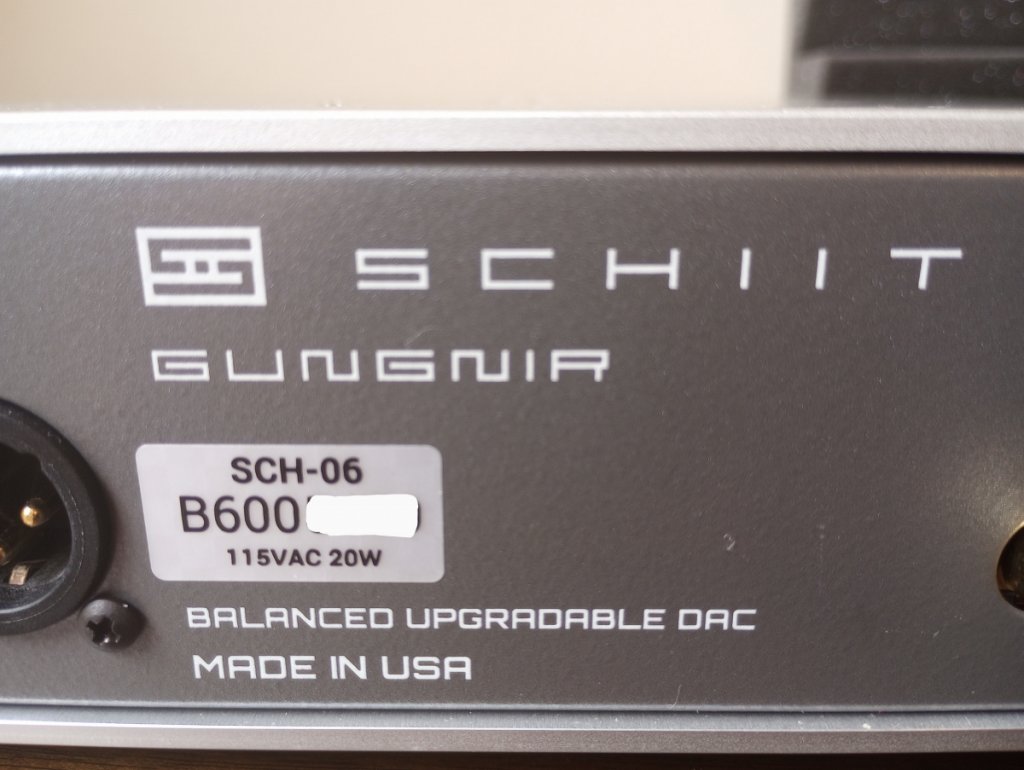 SCHIIT
GUNGNIR
SCH-06
B600
115VAC 20W
BALANCED UPGRADABLE DAC
MADE IN USA